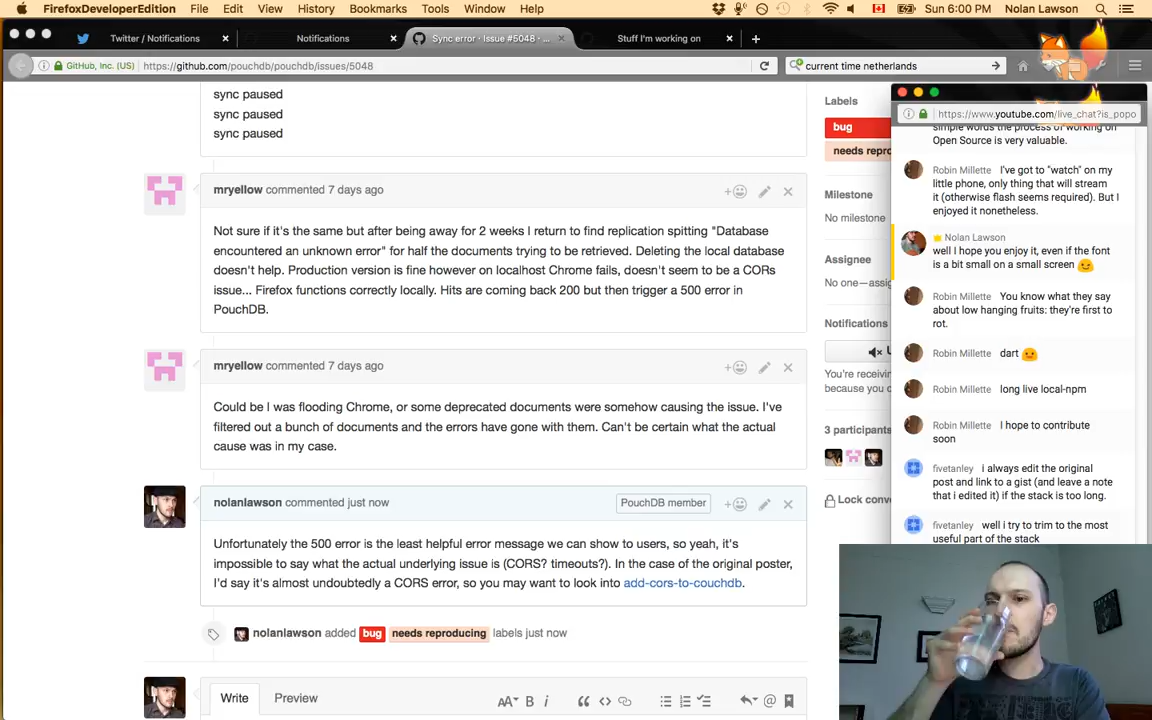 FirefoxDeveloperEdition File Edit View History Bookmarks Tools Window Help Sun 6:00 PM Nolan Lawson
Twitter / Notifications Notifications Sync error · Issue #5048 · ... Stuff I'm working on
GitHub, Inc. (US) https://github.com/pouchdb/pouchdb/issues/5048 current time netherlands
sync paused
sync paused
sync paused
mryellow commented 7 days ago
Not sure if it's the same but after being away for 2 weeks I return to find replication spitting "Database
encountered an unknown error" for half the documents trying to be retrieved. Deleting the local database
doesn't help. Production version is fine however on localhost Chrome fails, doesn't seem to be a CORs
issue... Firefox functions correctly locally. Hits are coming back 200 but then trigger a 500 error in
PouchDB.
mryellow commented 7 days ago
Could be I was flooding Chrome, or some deprecated documents were somehow causing the issue. I've
filtered out a bunch of documents and the errors have gone with them. Can't be certain what the actual
cause was in my case.
nolanlawson commented just now PouchDB member
Unfortunately the 500 error is the least helpful error message we can show to users, so yeah, it's
impossible to say what the actual underlying issue is (CORS? timeouts?). In the case of the original poster,
I'd say it's almost undoubtedly a CORS error, so you may want to look into add-cors-to-couchdb.
nolanlawson added bug needs reproducing labels just now
Write Preview
AA B i
Labels
bug
needs repro
Milestone
No milestone
Assignee
No one—assig
Notifications
U
You're receivin
because you c
3 participants
Lock conv
https://www.youtube.com/live_chat?is_popo
simple words the process of working on
Open Source is very valuable.
Robin Millette I've got to "watch" on my
little phone, only thing that will stream
it (otherwise flash seems required). But I
enjoyed it nonetheless.
Nolan Lawson
well I hope you enjoy it, even if the font
is a bit small on a small screen
Robin Millette You know what they say
about low hanging fruits: they're first to
rot.
Robin Millette dart
Robin Millette long live local-npm
Robin Millette I hope to contribute
soon
fivetanley i always edit the original
post and link to a gist (and leave a note
that i edited it) if the stack is too long.
fivetanley well i try to trim to the most
useful part of the stack